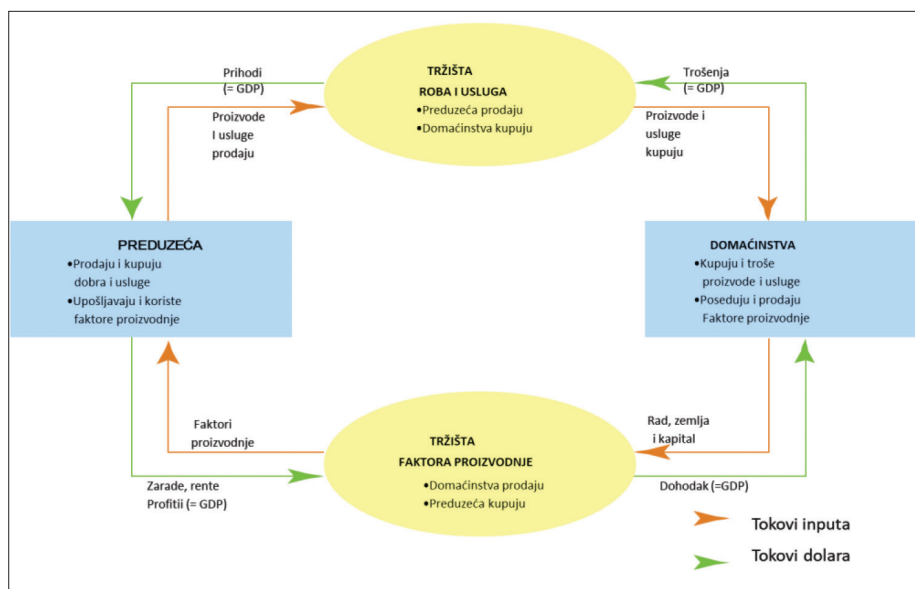 TRŽIŠTA
ROBA I USLUGA
•Preduzeća prodaju
•Domaćinstva kupuju
Prihodi
(= GDP)
Proizvode
I usluge
prodaju
Trošenja
(= GDP)
Proizvode i
usluge
kupuju
PREDUZEĆA
•Prodaju i kupuju
dobra i usluge
•Upošljavaju i koriste
faktore proizvodnje
DOMAĆINSTVA
•Kupuju i troše
proizvode i usluge
•Poseduju i prodaju
Faktore proizvodnje
Faktori
proizvodnje
Zarade, rente
Profitii (= GDP)
TRŽIŠTA
FAKTORA PROIZVODNJE
•Domaćinstva prodaju
•Preduzeća kupuju
Rad, zemlja
i kapital
Dohodak (=GDP)
Tokovi inputa
Tokovi dolara